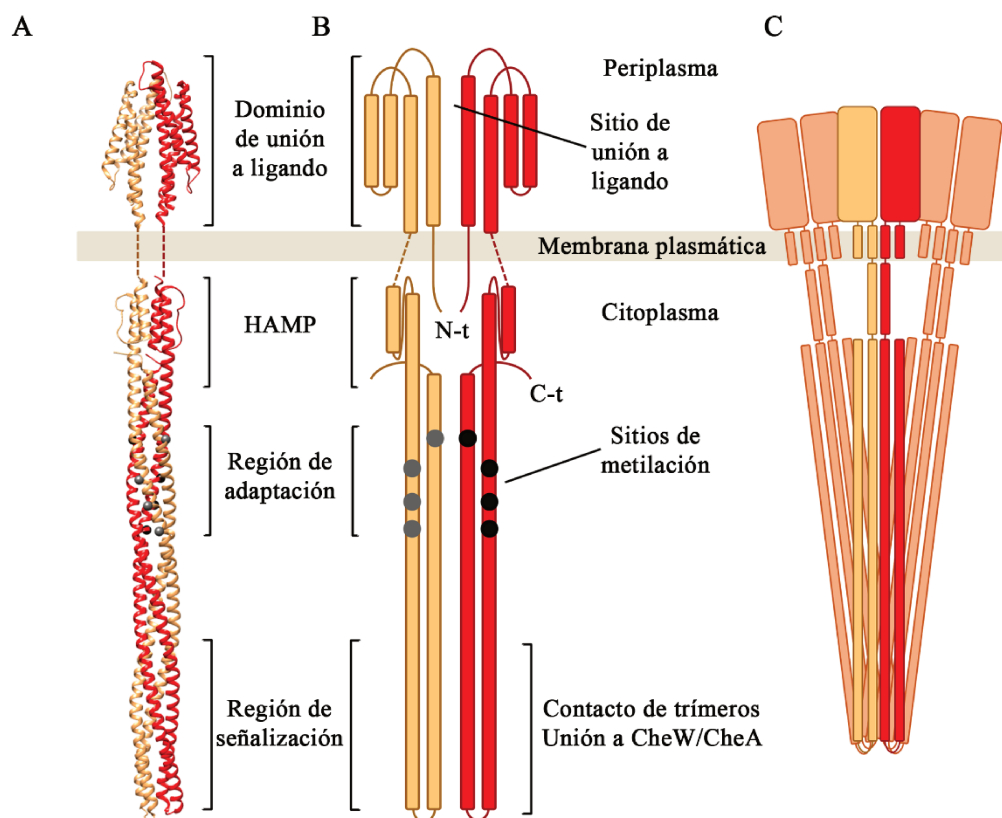 A
B
C
Dominio
de unión
a ligando
Periplasma
Sitio de
unión a
ligando
Membrana plasmática
HAMP
N-t
Citoplasma
C-t
Región de
adaptación
Sitios de
metilación
Región de
señalización
Contacto de trímeros
Unión a CheW/CheA